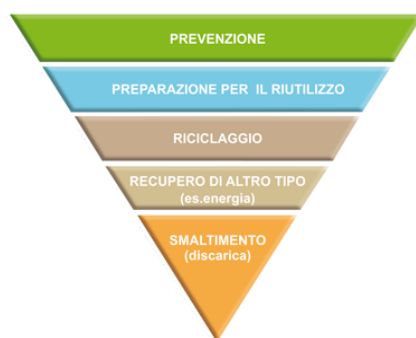 PREVENZIONE
PREPARAZIONE PER IL RIUTILIZZO
RICICLAGGIO
RECUPERO DI ALTRO TIPO
(es.energia)
SMALTIMENTO
(discarica)